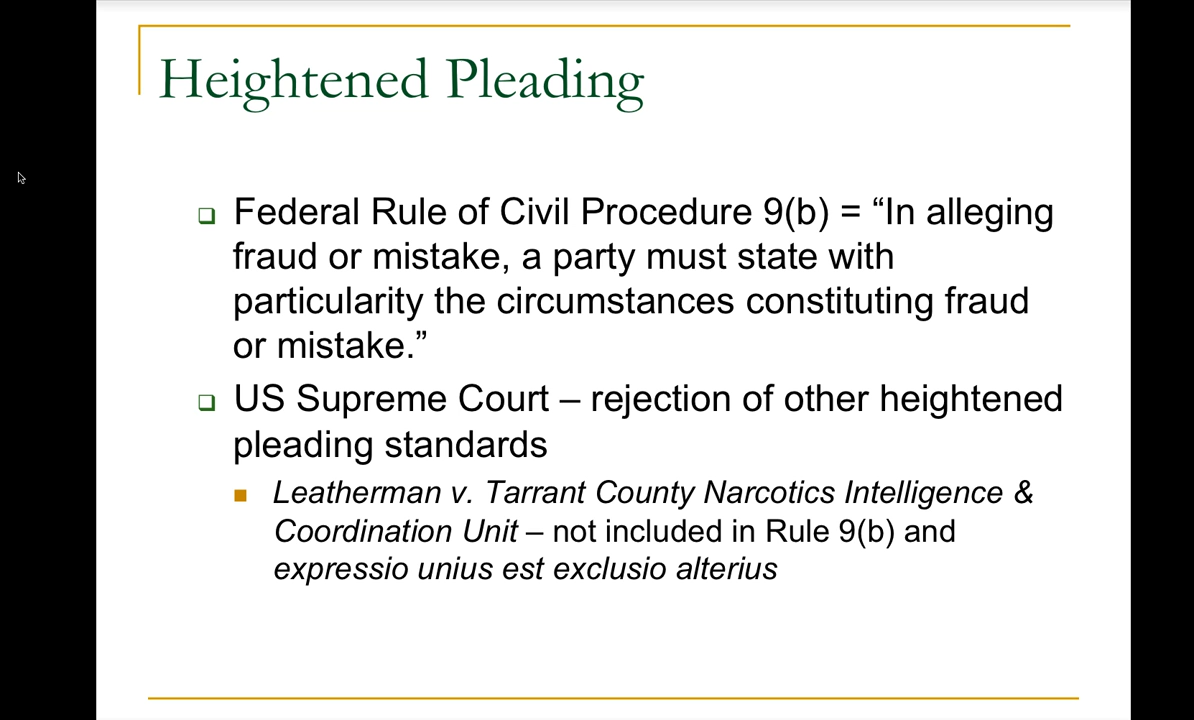 Heightened Pleading
Federal Rule of Civil Procedure 9(b) = “In alleging
fraud or mistake, a party must state with
particularity the circumstances constituting fraud
or mistake.”
US Supreme Court – rejection of other heightened
pleading standards
Leatherman v. Tarrant County Narcotics Intelligence &
Coordination Unit – not included in Rule 9(b) and
expressio unius est exclusio alterius